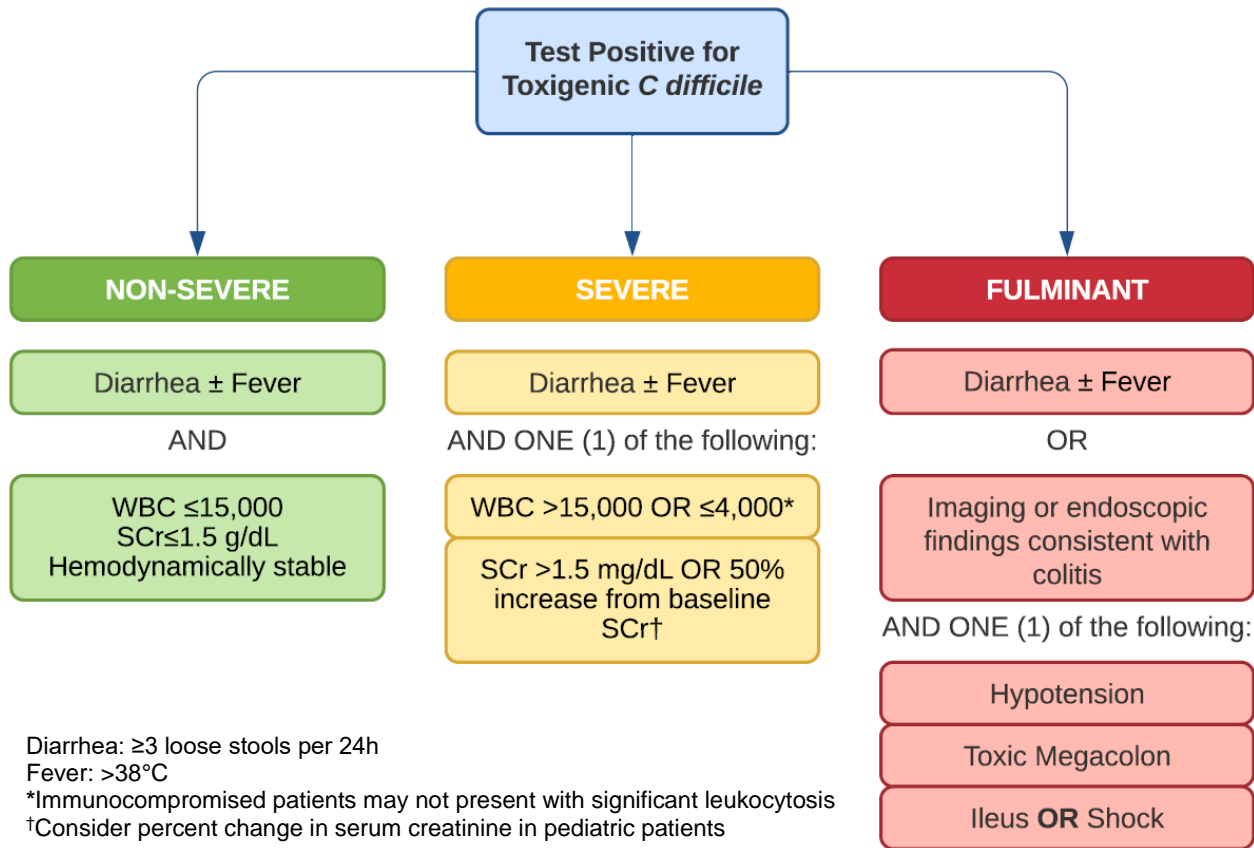 Test Positive for
Toxigenic C difficile
NON-SEVERE
Diarrhea ± Fever
AND
WBC ≤15,000
SCr≤1.5 g/dL
Hemodynamically stable
SEVERE
Diarrhea ± Fever
AND ONE (1) of the following:
WBC >15,000 OR ≤4,000*
SCr >1.5 mg/dL OR 50%
increase from baseline
SCr†
FULMINANT
Diarrhea ± Fever
OR
Imaging or endoscopic
findings consistent with
colitis
AND ONE (1) of the following:
Hypotension
Toxic Megacolon
Ileus OR Shock
Diarrhea: ≥3 loose stools per 24h
Fever: >38°C
*Immunocompromised patients may not present with significant leukocytosis
†Consider percent change in serum creatinine in pediatric patients